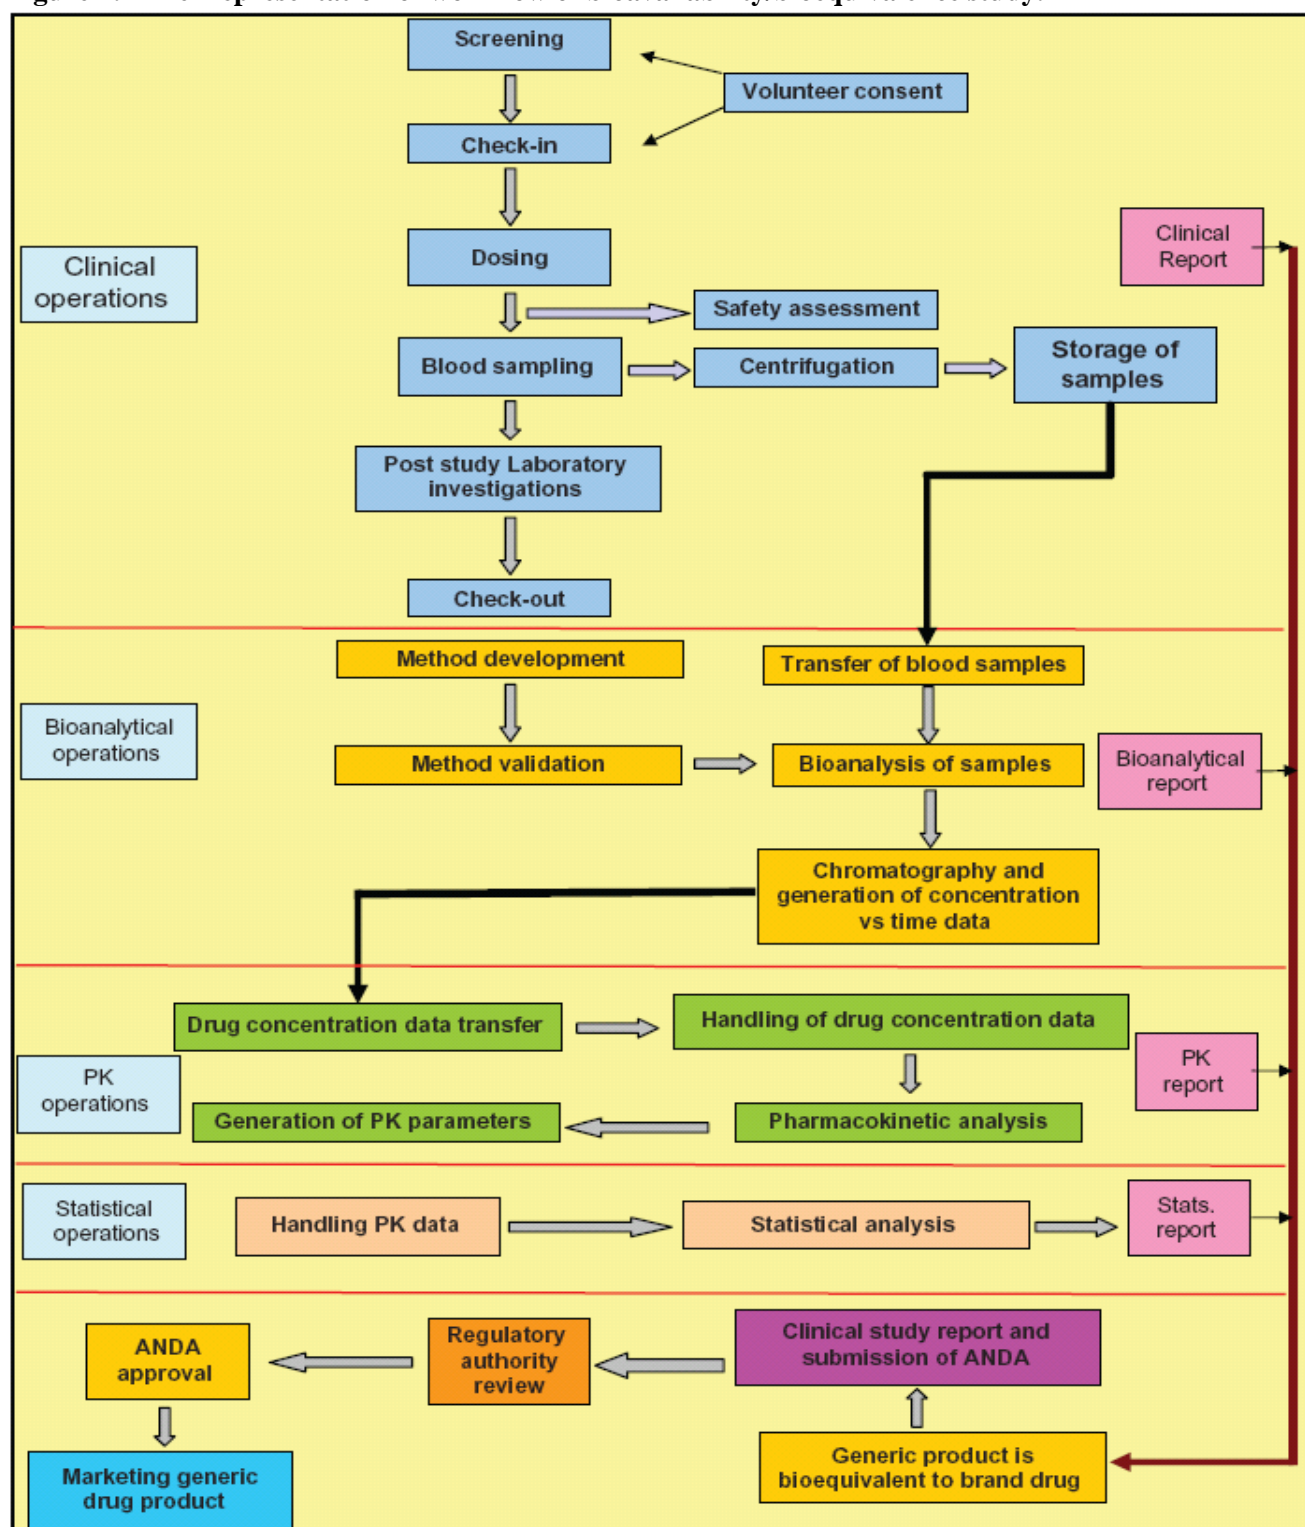 Screening
Volunteer consent
Check-in
Clinical
Report
Dosing
Clinical
operations
Safety assessment
Blood sampling
Centrifugation
Storage of
samples
Post study Laboratory
investigations
Check-out
Method development
Transfer of blood samples
Bioanalytical
operations
Method validation
Bioanalysis of samples
Bioanalytical
report
Chromatography and
generation of concentration
vs time data
Drug concentration data transfer
Handling of drug concentration data
PK
operations
PK
report
Generation of PK parameters
Pharmacokinetic analysis
Statistical
operations
Handling PK data
Statistical analysis
Stats.
report
ANDA
approval
Regulatory
authority
review
Clinical study report and
submission of ANDA
Marketing generic
drug product
Generic product is
bioequivalent to brand drug